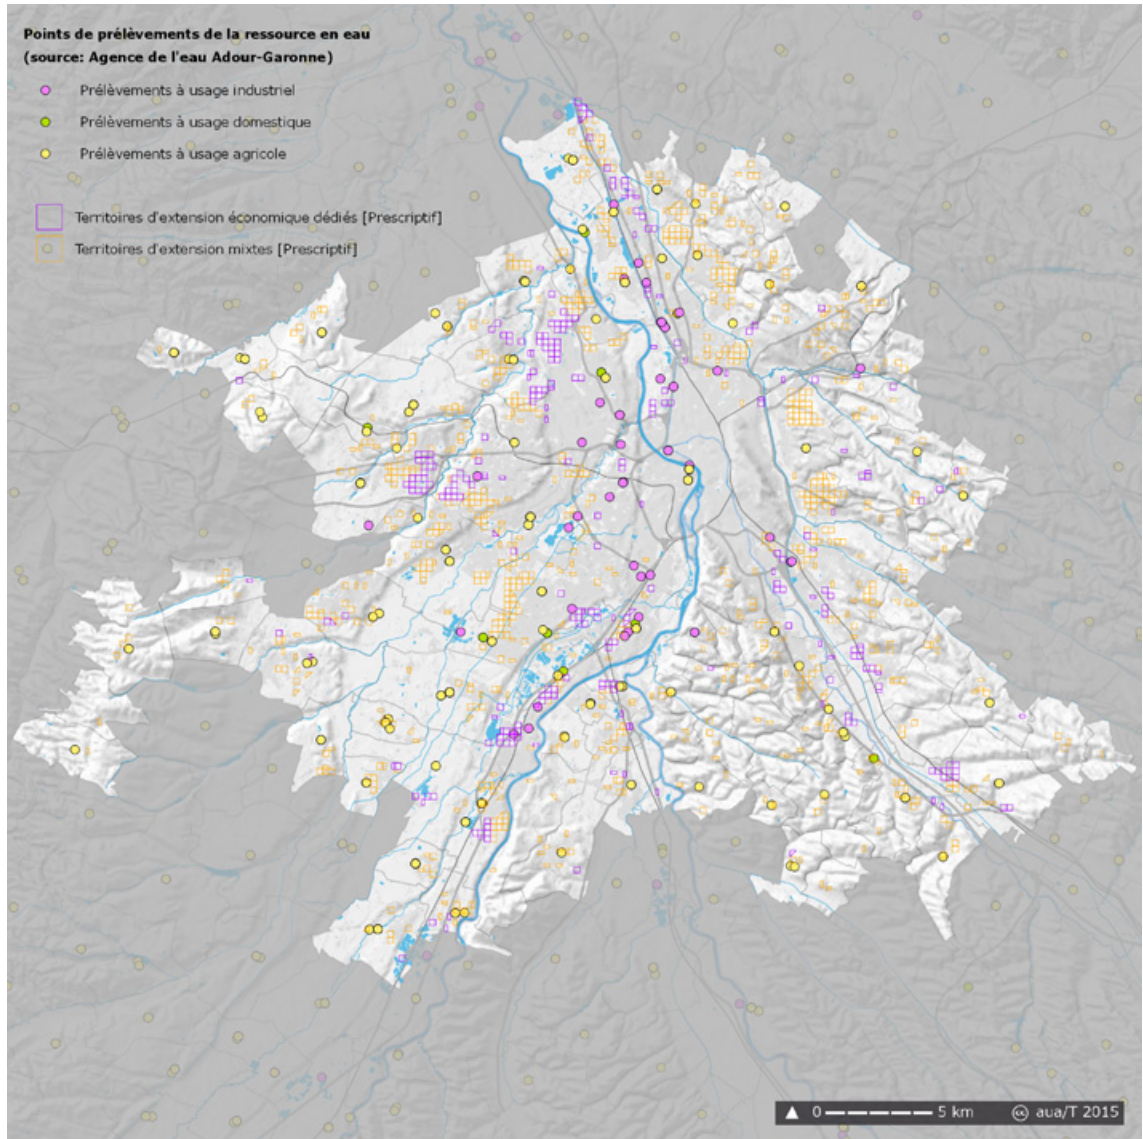 Points de prélèvements de la ressource en eau
(source: Agence de l'eau Adour-Garonne)
Prélèvements à usage industriel
Prélèvements à usage domestique
Prélèvements à usage agricole
Territoires d'extension économique dédiés [Prescriptif]
Territoires d'extension mixtes [Prescriptif]
0 5 km cc aua/T 2015